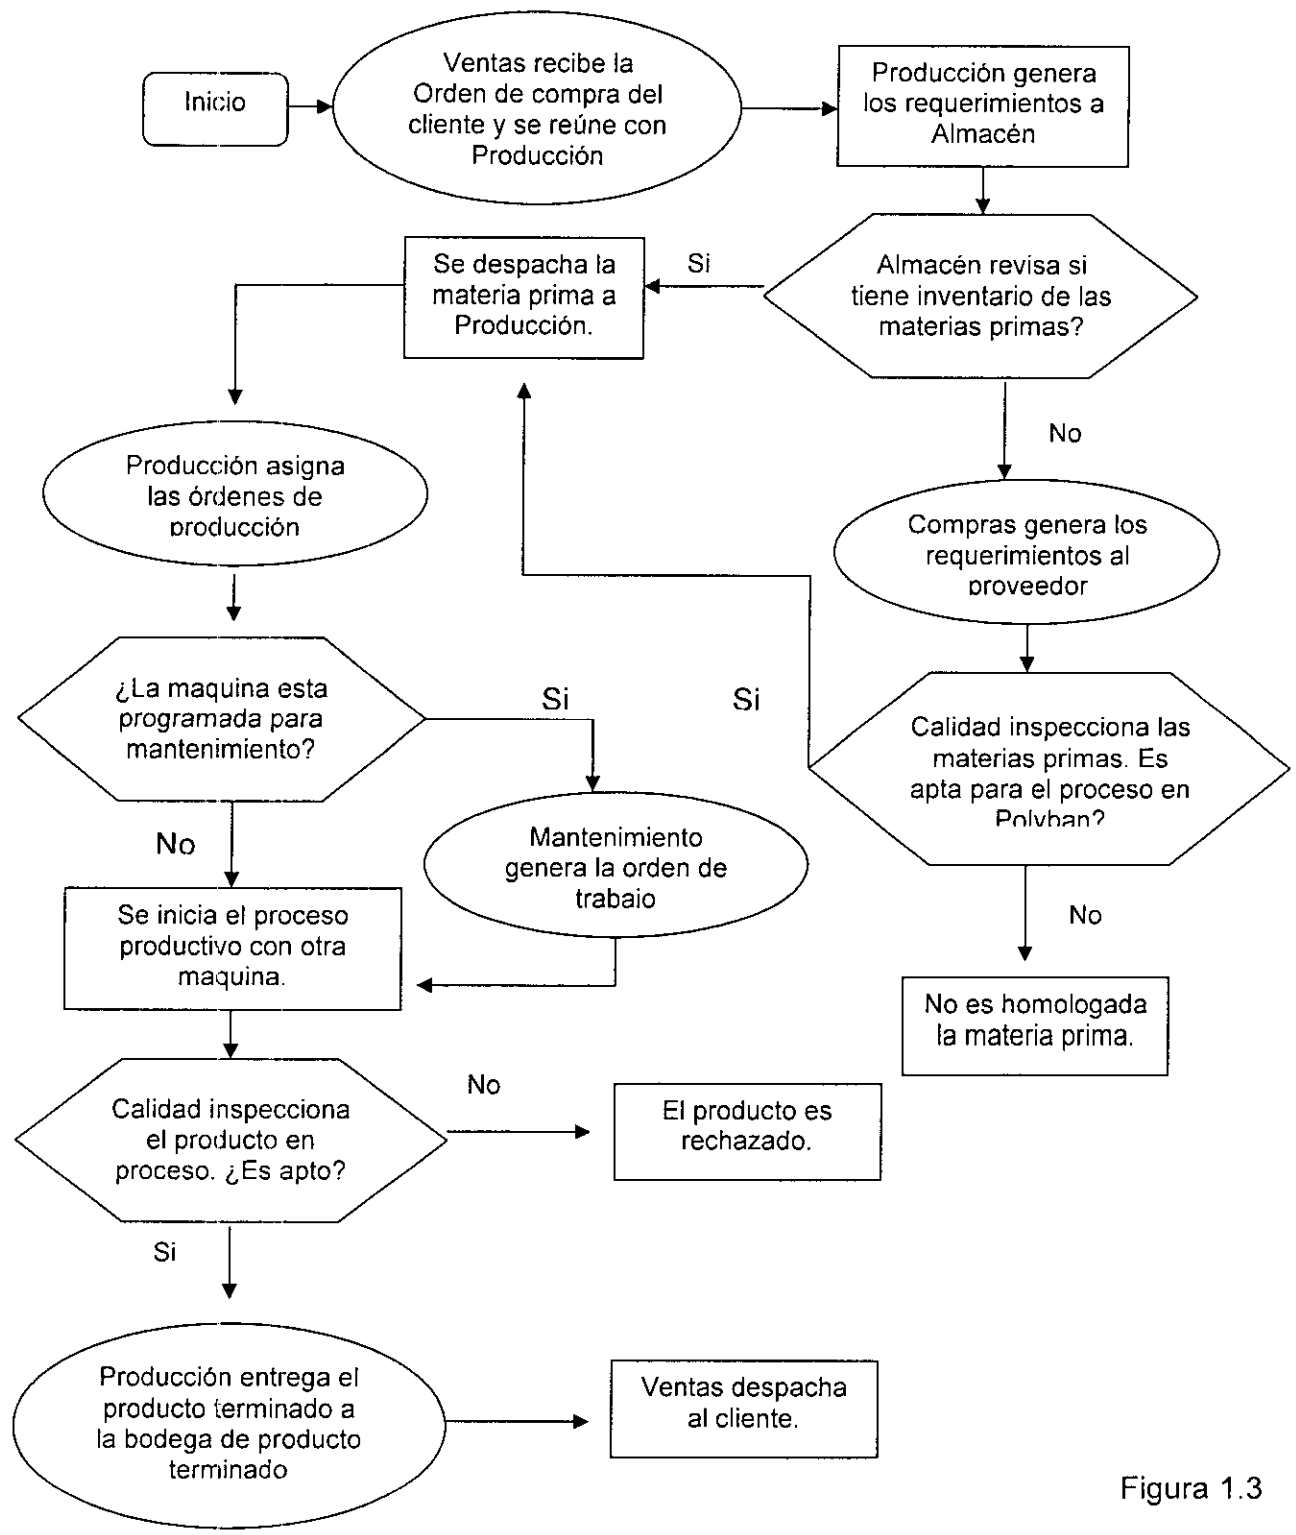 Inicio
Ventas recibe la
Orden de compra del
cliente y se reúne con
Producción
Producción genera
los requerimientos a
Almacén
Almacén revisa si
tiene inventario de las
materias primas?
Si
Se despacha la
materia prima a
Producción.
No
Producción asigna
las órdenes de
producción
Compras genera los
requerimientos al
proveedor
¿La maquina esta
programada para
mantenimiento?
Si
Si
Calidad inspecciona las
materias primas. Es
apta para el proceso en
Polyban?
No
Mantenimiento
genera la orden de
trabajo
No
Se inicia el proceso
productivo con otra
maquina.
No es homologada
la materia prima.
Calidad inspecciona
el producto en
proceso. ¿Es apto?
No
El producto es
rechazado.
Si
Producción entrega el
producto terminado a
la bodega de producto
terminado
Ventas despacha
al cliente.
Figura 1.3